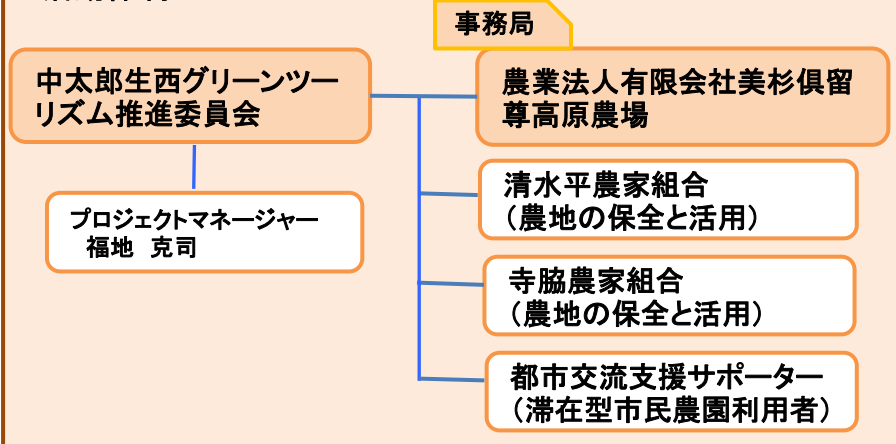 事務局
中太郎生西グリーンツー
リズム推進委員会
農業法人有限会社美杉倶留
尊高原農場
プロジェクトマネージャー
福地　克司
清水平農家組合
（農地の保全と活用）
寺脇農家組合
（農地の保全と活用）
都市交流支援サポーター
（滞在型市民農園利用者）